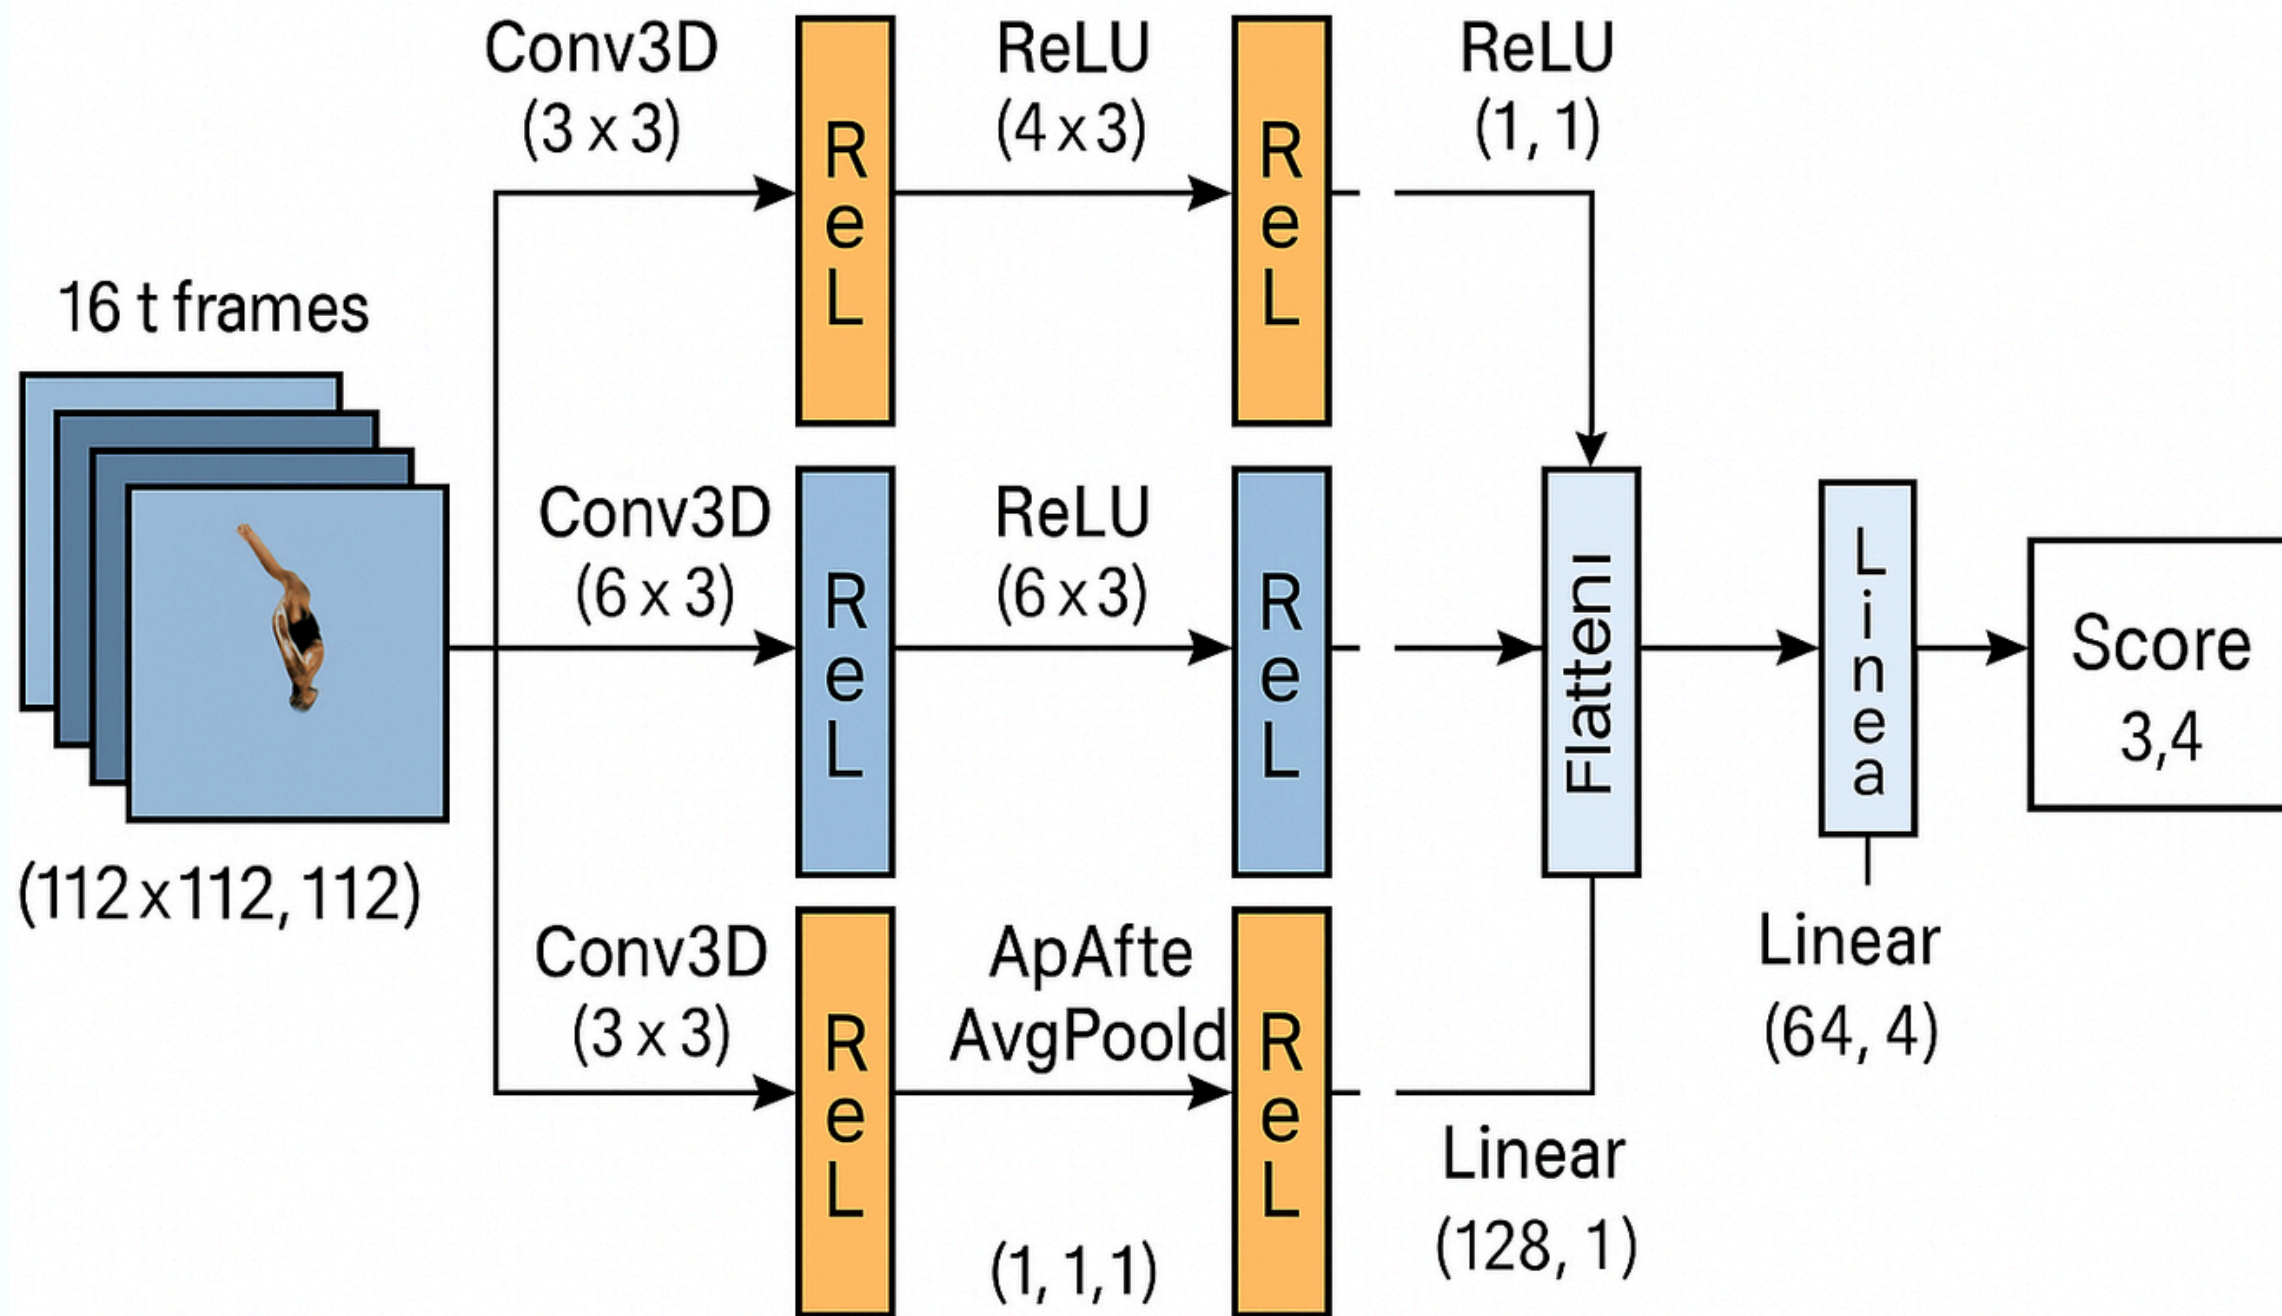 Conv3D
(3 x 3)
ReL
ReLU
(4 x 3)
ReL
ReLU
(1, 1)
16 t frames
(112 x 112, 112)
Conv3D
(6 x 3)
ReL
ReLU
(6 x 3)
ReL
Conv3D
(3 x 3)
ReL
ApAfte
AvgPoold
(1, 1,1)
ReL
Linear
(128, 1)
Flattenı
Linea
Linear
(64, 4)
Score
3,4